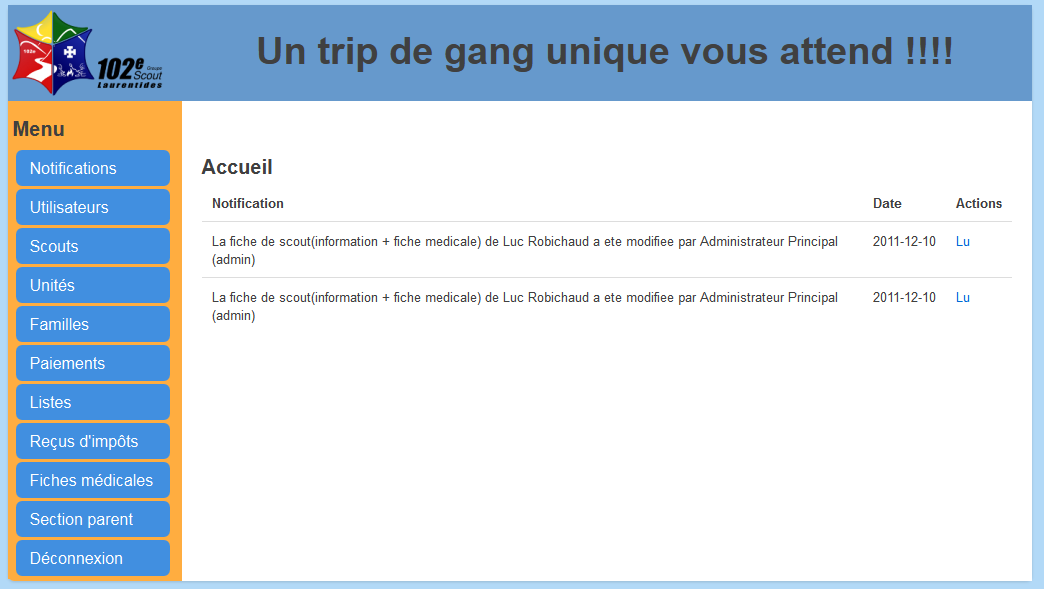 102e Groupe
Scout
Laurentides
Un trip de gang unique vous attend !!!!
Menu
Notifications
Utilisateurs
Scouts
Unités
Familles
Paiements
Listes
Reçus d'impôts
Fiches médicales
Section parent
Déconnexion
Accueil
Notification Date Actions
La fiche de scout(information + fiche medicale) de Luc Robichaud a ete modifiee par Administrateur Principal 2011-12-10 Lu
(admin)
La fiche de scout(information + fiche medicale) de Luc Robichaud a ete modifiee par Administrateur Principal 2011-12-10 Lu
(admin)